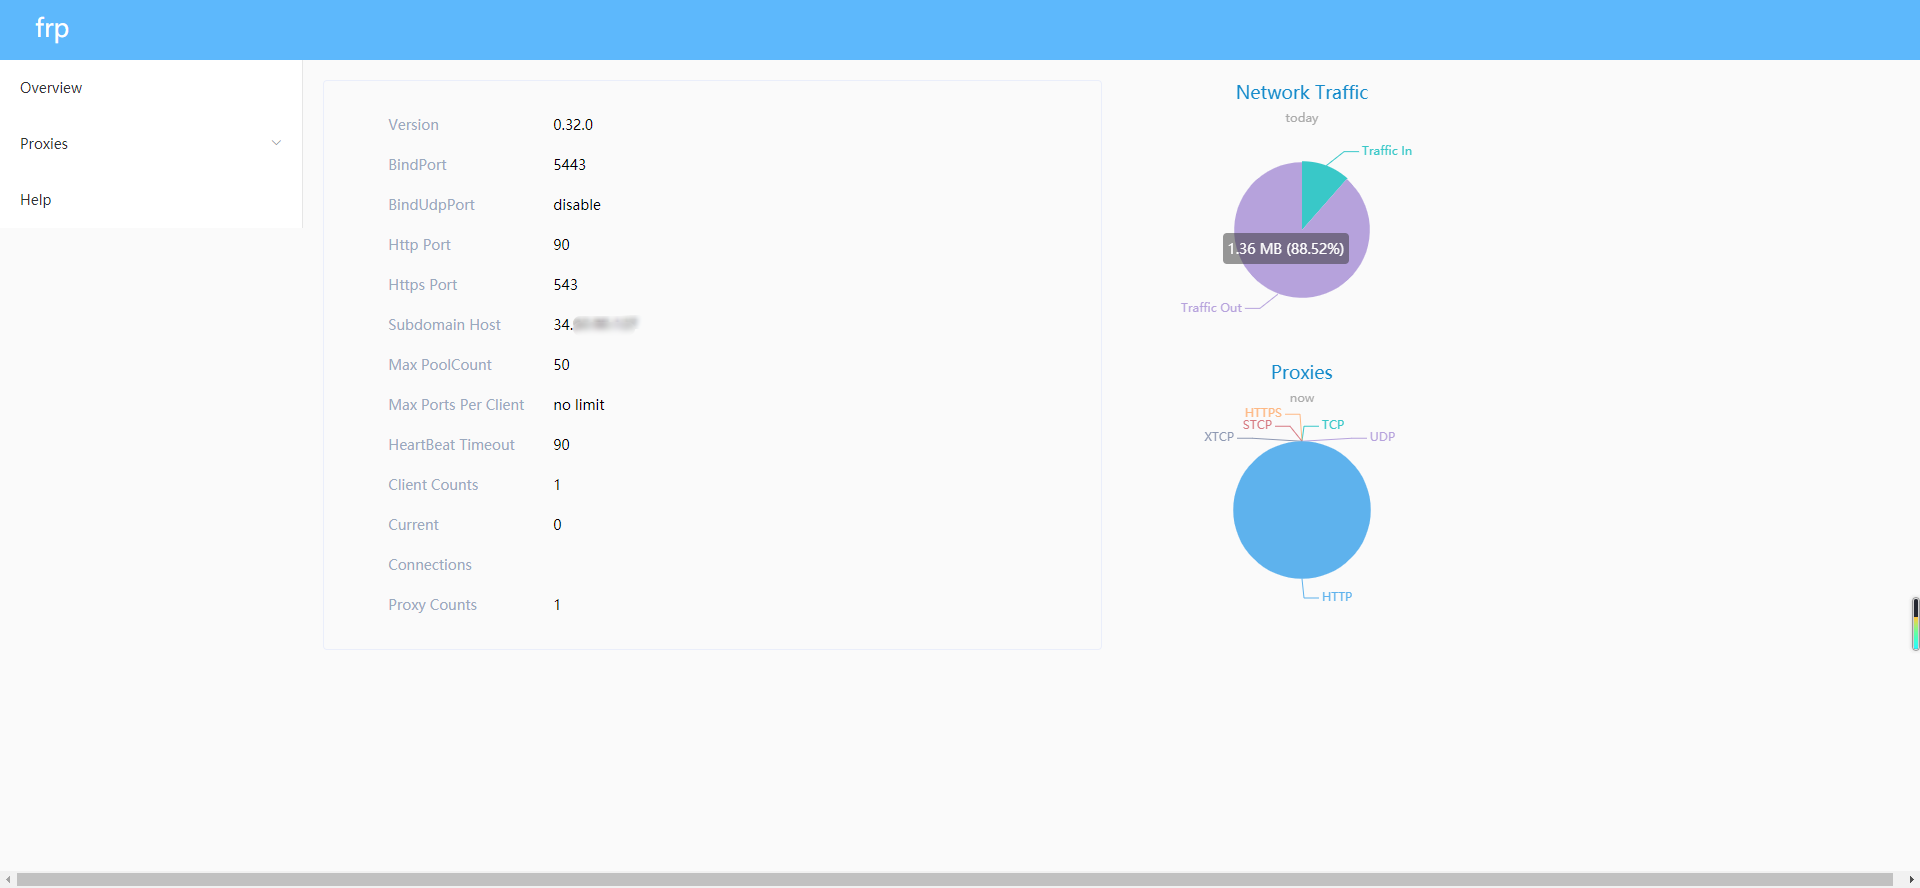 frp
Overview
Proxies
Help
Version 0.32.0
BindPort 5443
BindUdpPort disable
Http Port 90
Https Port 543
Subdomain Host 34.
Max PoolCount 50
Max Ports Per Client no limit
HeartBeat Timeout 90
Client Counts 1
Current 0
Connections
Proxy Counts 1
Network Traffic
today
Traffic In
1.36 MB (88.52%)
Traffic Out
Proxies
now
HTTPS
STCP TCP
XTCP UDP
HTTP